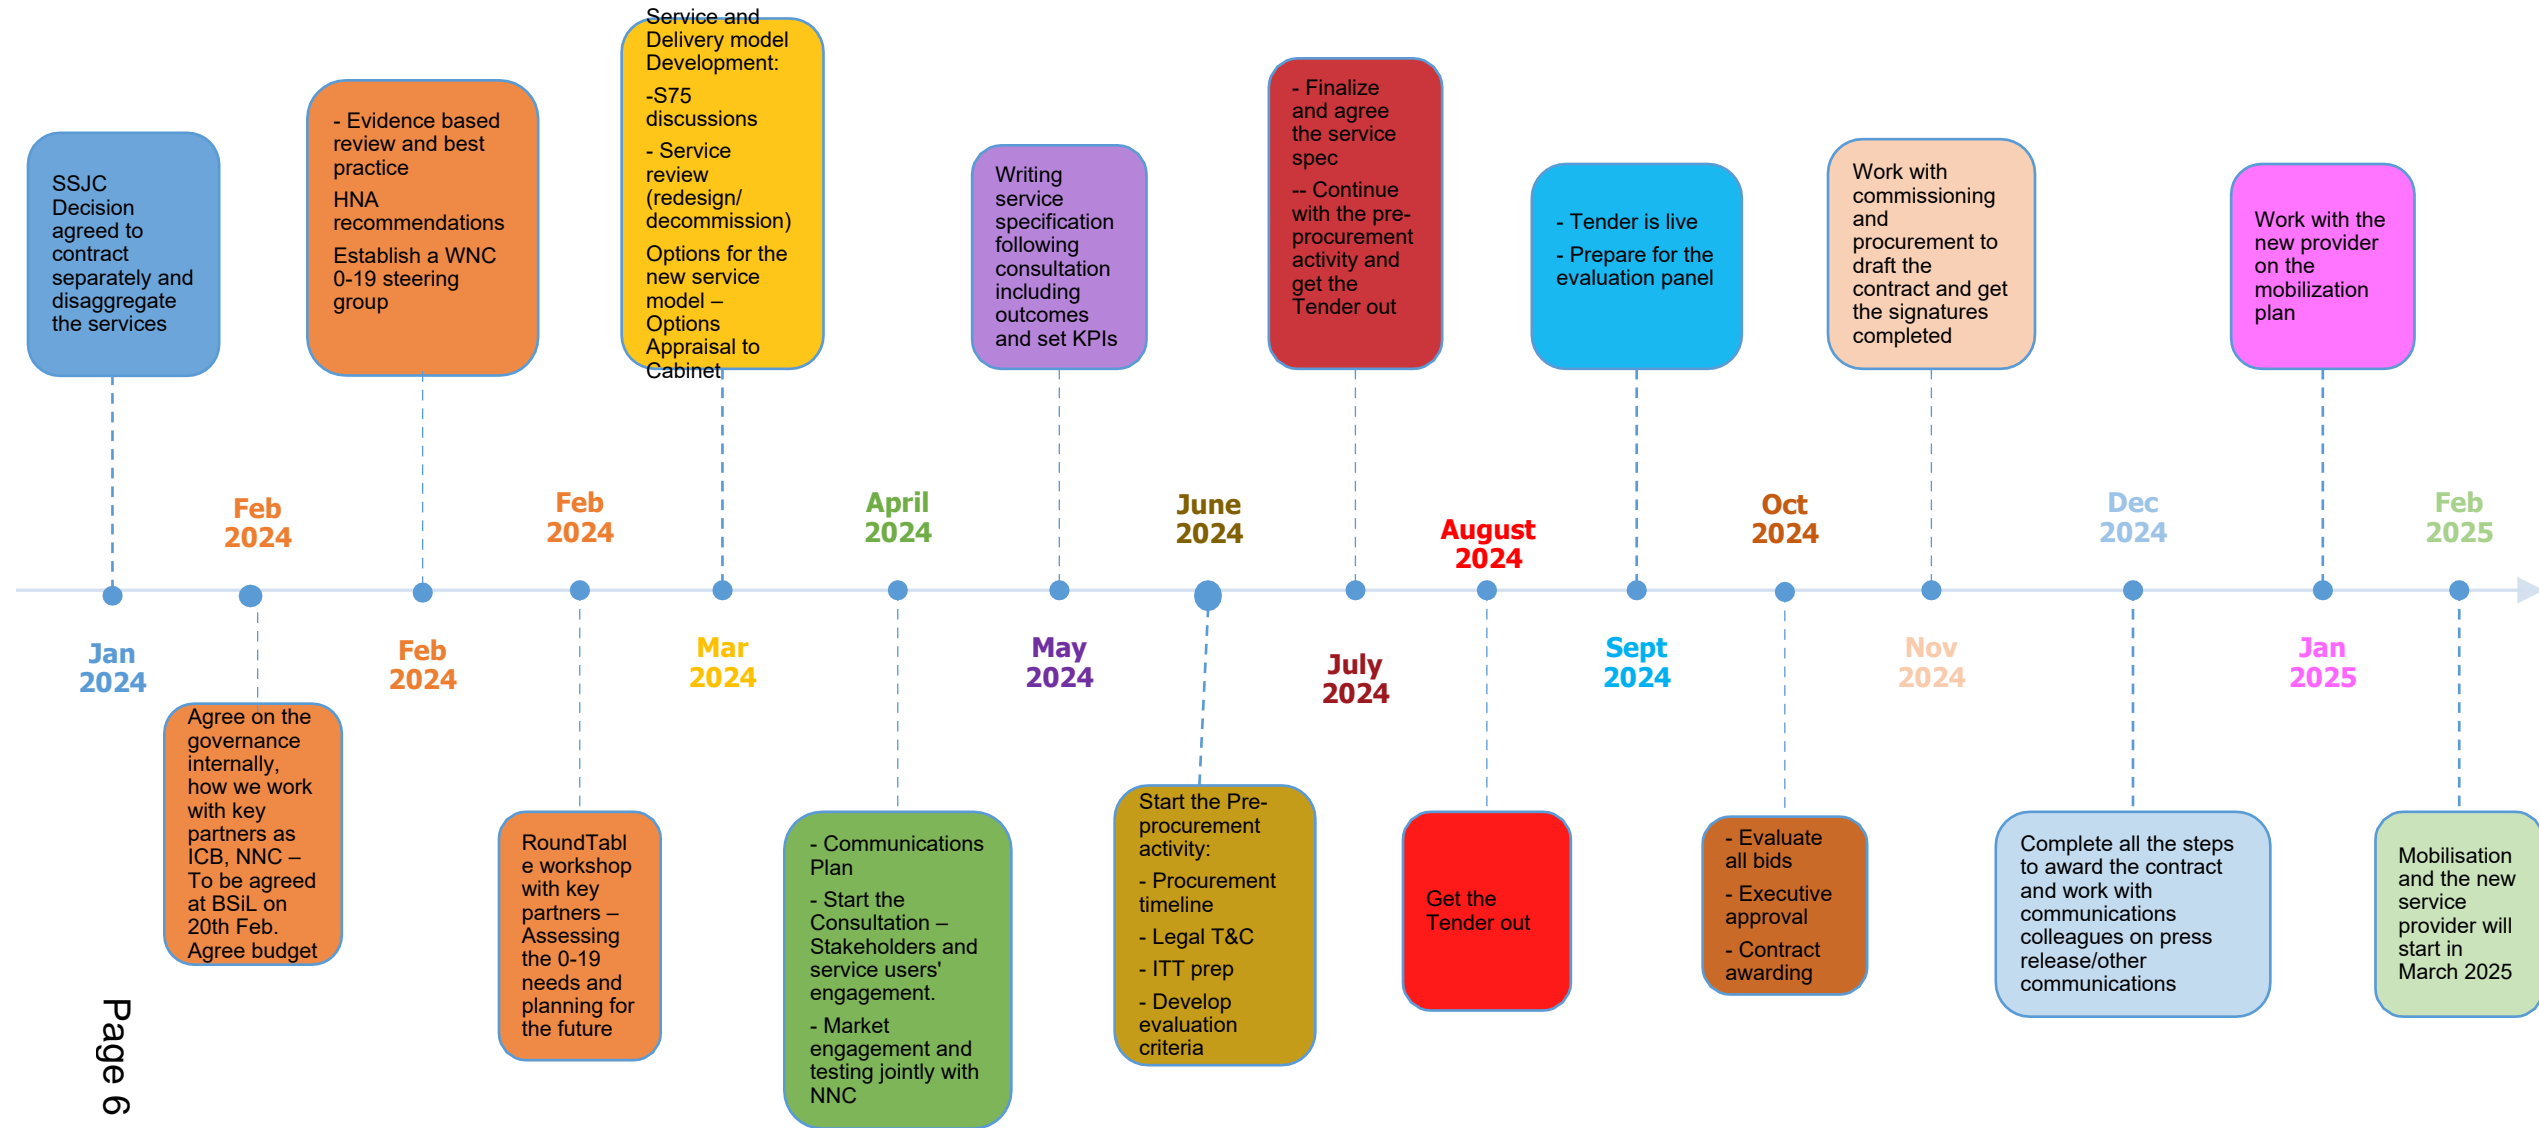 SSJC
Decision
agreed to
contract
separately and
disaggregate
the services
- Evidence based
review and best
practice
HNA
recommendations
Establish a WNC
0-19 steering
group
Service and
Delivery model
Development:
-S75
discussions
- Service
review
(redesign/
decommission)
Options for the
new service
model –
Options
Appraisal to
Cabinet
Writing
service
specification
following
consultation
including
outcomes
and set KPIs
- Finalize
and agree
the service
spec
-- Continue
with the pre-
procurement
activity and
get the
Tender out
- Tender is live
- Prepare for the
evaluation panel
Work with
commissioning
and
procurement to
draft the
contract and get
the signatures
completed
Work with the
new provider
on the
mobilization
plan
Feb
2024
Feb
2024
April
2024
June
2024
August
2024
Oct
2024
Dec
2024
Feb
2025
Jan
2024
Feb
2024
Mar
2024
May
2024
July
2024
Sept
2024
Nov
2024
Jan
2025
Agree on the
governance
internally,
how we work
with key
partners as
ICB, NNC –
To be agreed
at BSiL on
20th Feb.
Agree budget
RoundTabl
e workshop
with key
partners –
Assessing
the 0-19
needs and
planning for
the future
- Communications
Plan
- Start the
Consultation –
Stakeholders and
service users'
engagement.
- Market
engagement and
testing jointly with
NNC
Start the Pre-
procurement
activity:
- Procurement
timeline
- Legal T&C
- ITT prep
- Develop
evaluation
criteria
Get the
Tender out
- Evaluate
all bids
- Executive
approval
- Contract
awarding
Complete all the steps
to award the contract
and work with
communications
colleagues on press
release/other
communications
Mobilisation
and the new
service
provider will
start in
March 2025
Page 6